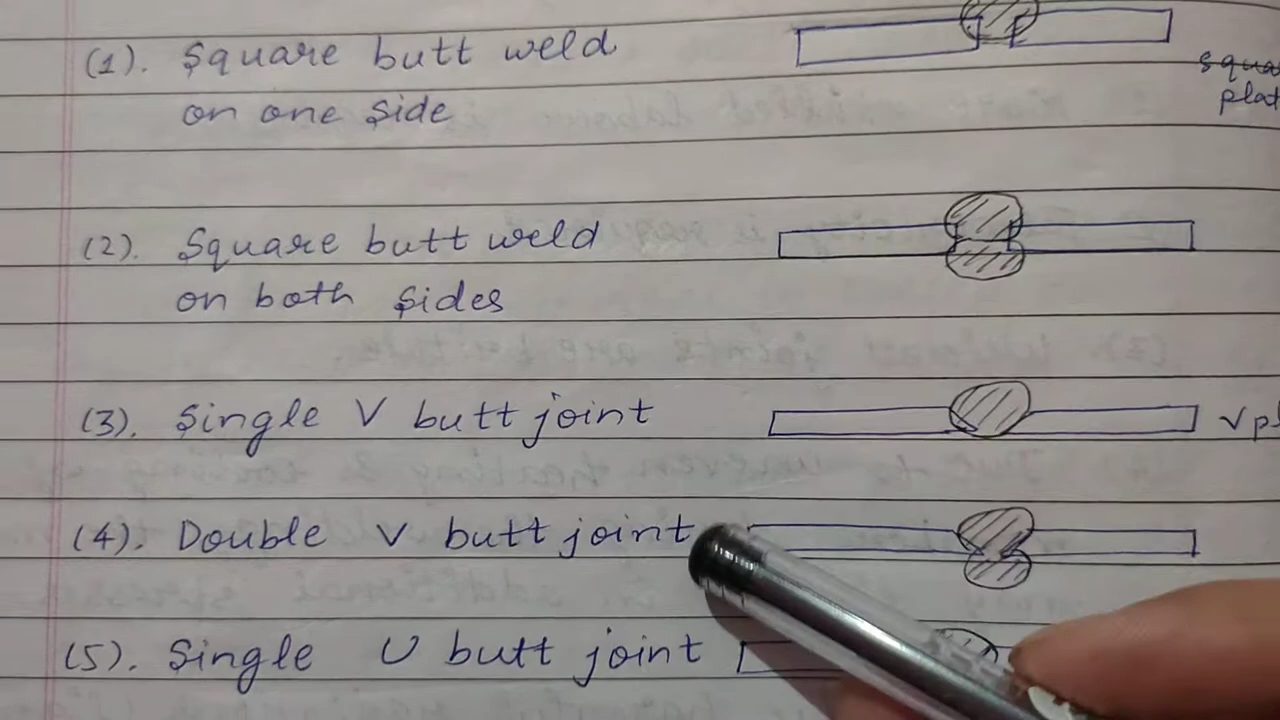 (1). Square butt weld
on one side
(2). Square butt weld
on both sides
(3). Single V butt joint
V
(4). Double V butt joint
(5). Single U butt joint